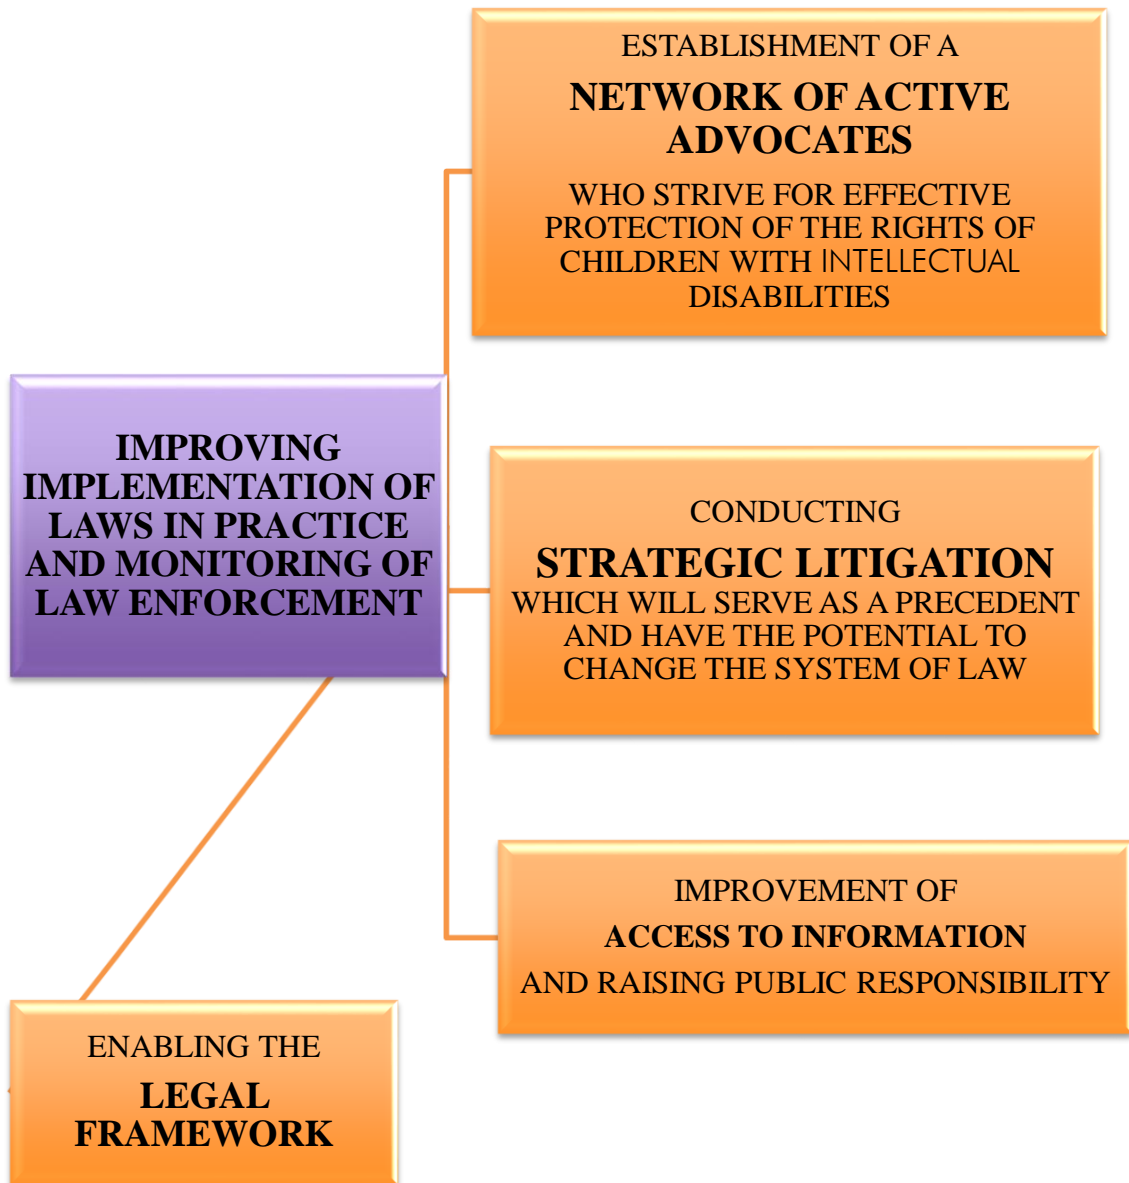 ESTABLISHMENT OF A
NETWORK OF ACTIVE
ADVOCATES
WHO STRIVE FOR EFFECTIVE
PROTECTION OF THE RIGHTS OF
CHILDREN WITH INTELLECTUAL
DISABILITIES
IMPROVING
IMPLEMENTATION OF
LAWS IN PRACTICE
AND MONITORING OF
LAW ENFORCEMENT
CONDUCTING
STRATEGIC LITIGATION
WHICH WILL SERVE AS A PRECEDENT
AND HAVE THE POTENTIAL TO
CHANGE THE SYSTEM OF LAW
IMPROVEMENT OF
ACCESS TO INFORMATION
AND RAISING PUBLIC RESPONSIBILITY
ENABLING THE
LEGAL
FRAMEWORK